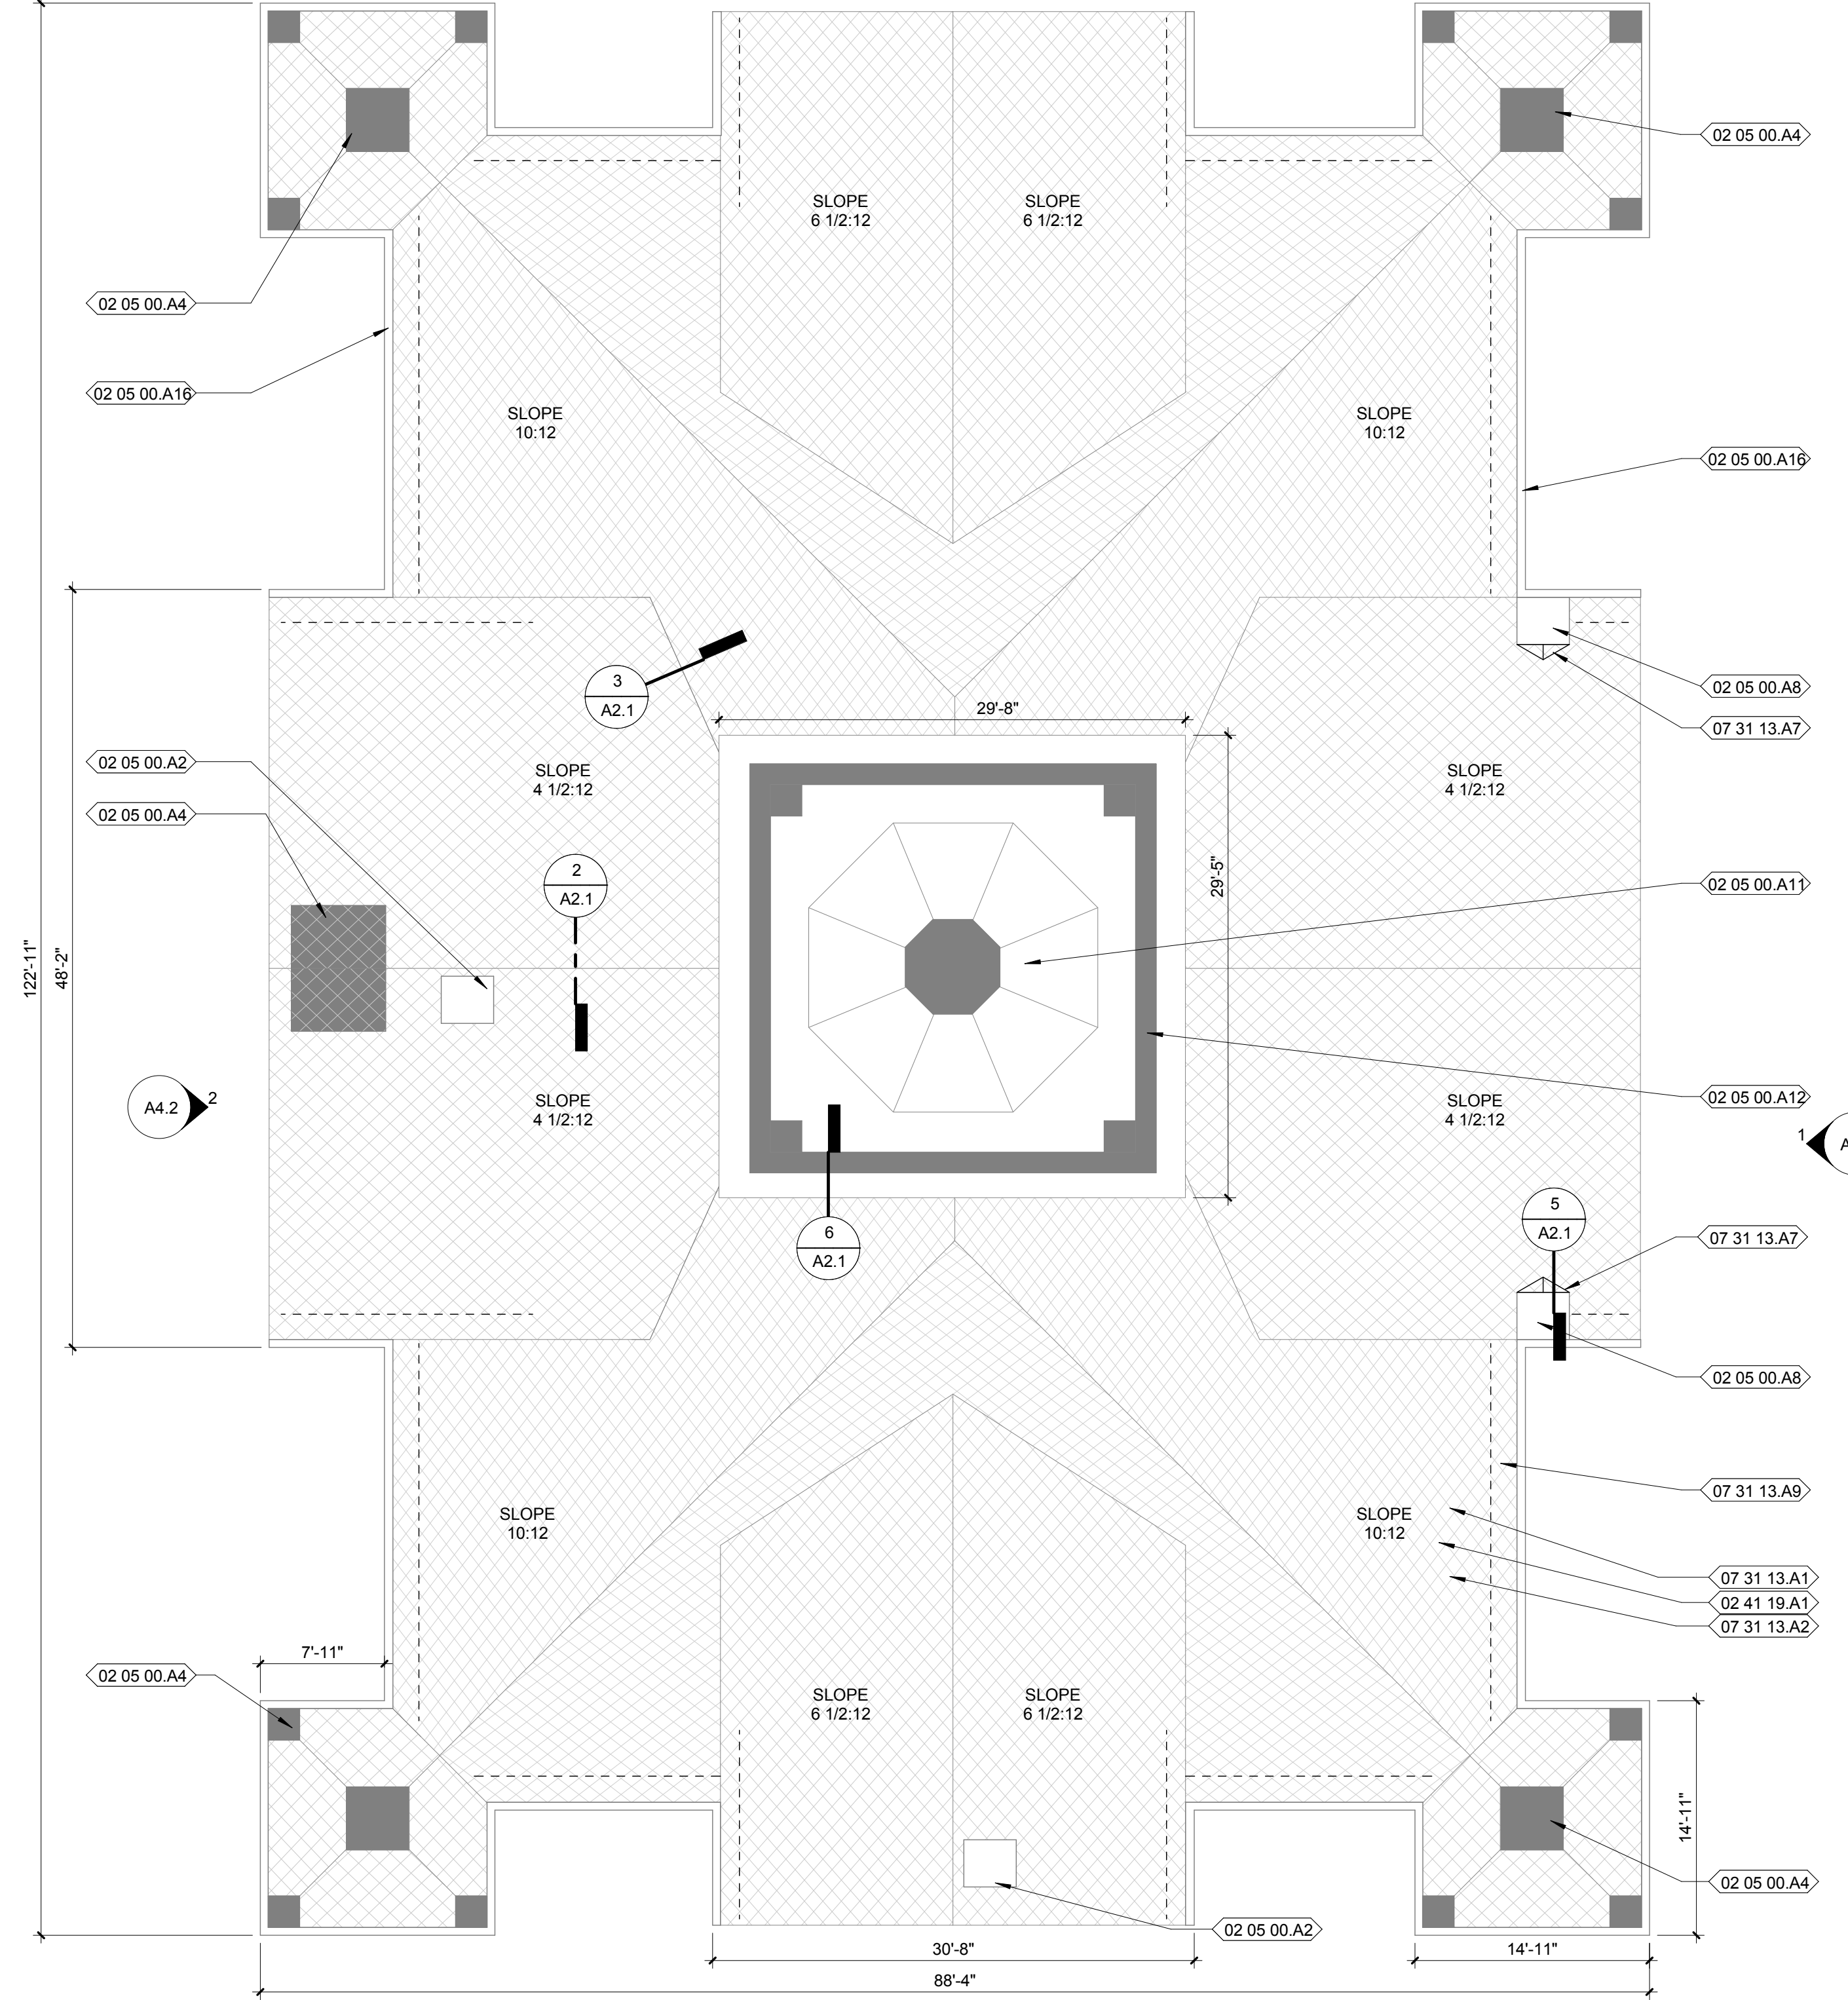 02 05 00.A4
SLOPE
6 1/2:12
SLOPE
6 1/2:12
02 05 00.A4
02 05 00.A16
SLOPE
10:12
SLOPE
10:12
02 05 00.A16
3
A2.1
02 05 00.A8
29'-8"
07 31 13.A7
02 05 00.A2
SLOPE
4 1/2:12
SLOPE
4 1/2:12
02 05 00.A4
2
A2.1
29'-5"
02 05 00.A11
122'-11"
48'-2"
A4.2
2
SLOPE
4 1/2:12
SLOPE
4 1/2:12
02 05 00.A12
1
A
6
A2.1
5
A2.1
07 31 13.A7
02 05 00.A8
07 31 13.A9
SLOPE
10:12
SLOPE
10:12
07 31 13.A1
02 41 19.A1
07 31 13.A2
7'-11"
02 05 00.A4
SLOPE
6 1/2:12
SLOPE
6 1/2:12
14'-11"
02 05 00.A4
02 05 00.A2
30'-8"
14'-11"
88'-4"